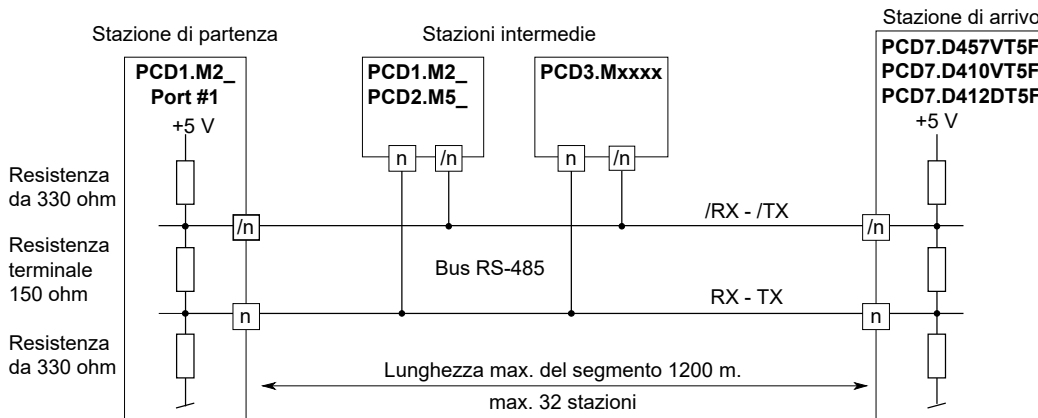 Stazione di partenza
Stazioni intermedie
Stazione di arrivo
PCD1.M2_
Port #1
+5 V
PCD1.M2_
PCD2.M5_
PCD3.Mxxxx
PCD7.D457VT5F
PCD7.D410VT5F
PCD7.D412DT5F
+5 V
n
/n
n
/n
Resistenza
da 330 ohm
/RX - /TX
/n
/n
Resistenza
terminale
150 ohm
Bus RS-485
RX - TX
n
n
Resistenza
da 330 ohm
Lunghezza max. del segmento 1200 m.
max. 32 stazioni